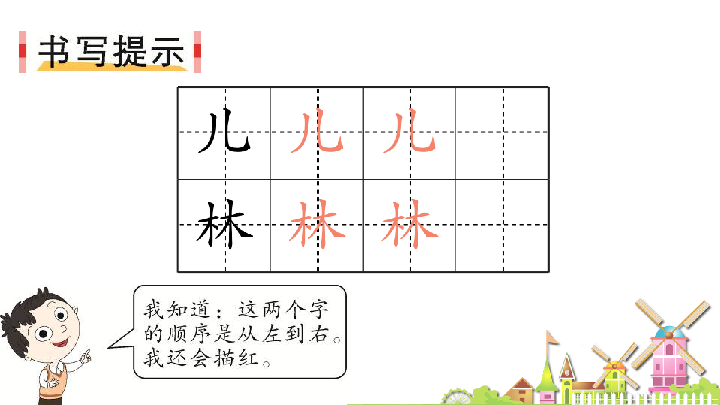 书写提示
儿 儿 儿
林 林 林
我知道：这两个字
的顺序是从左到右。
我还会描红。